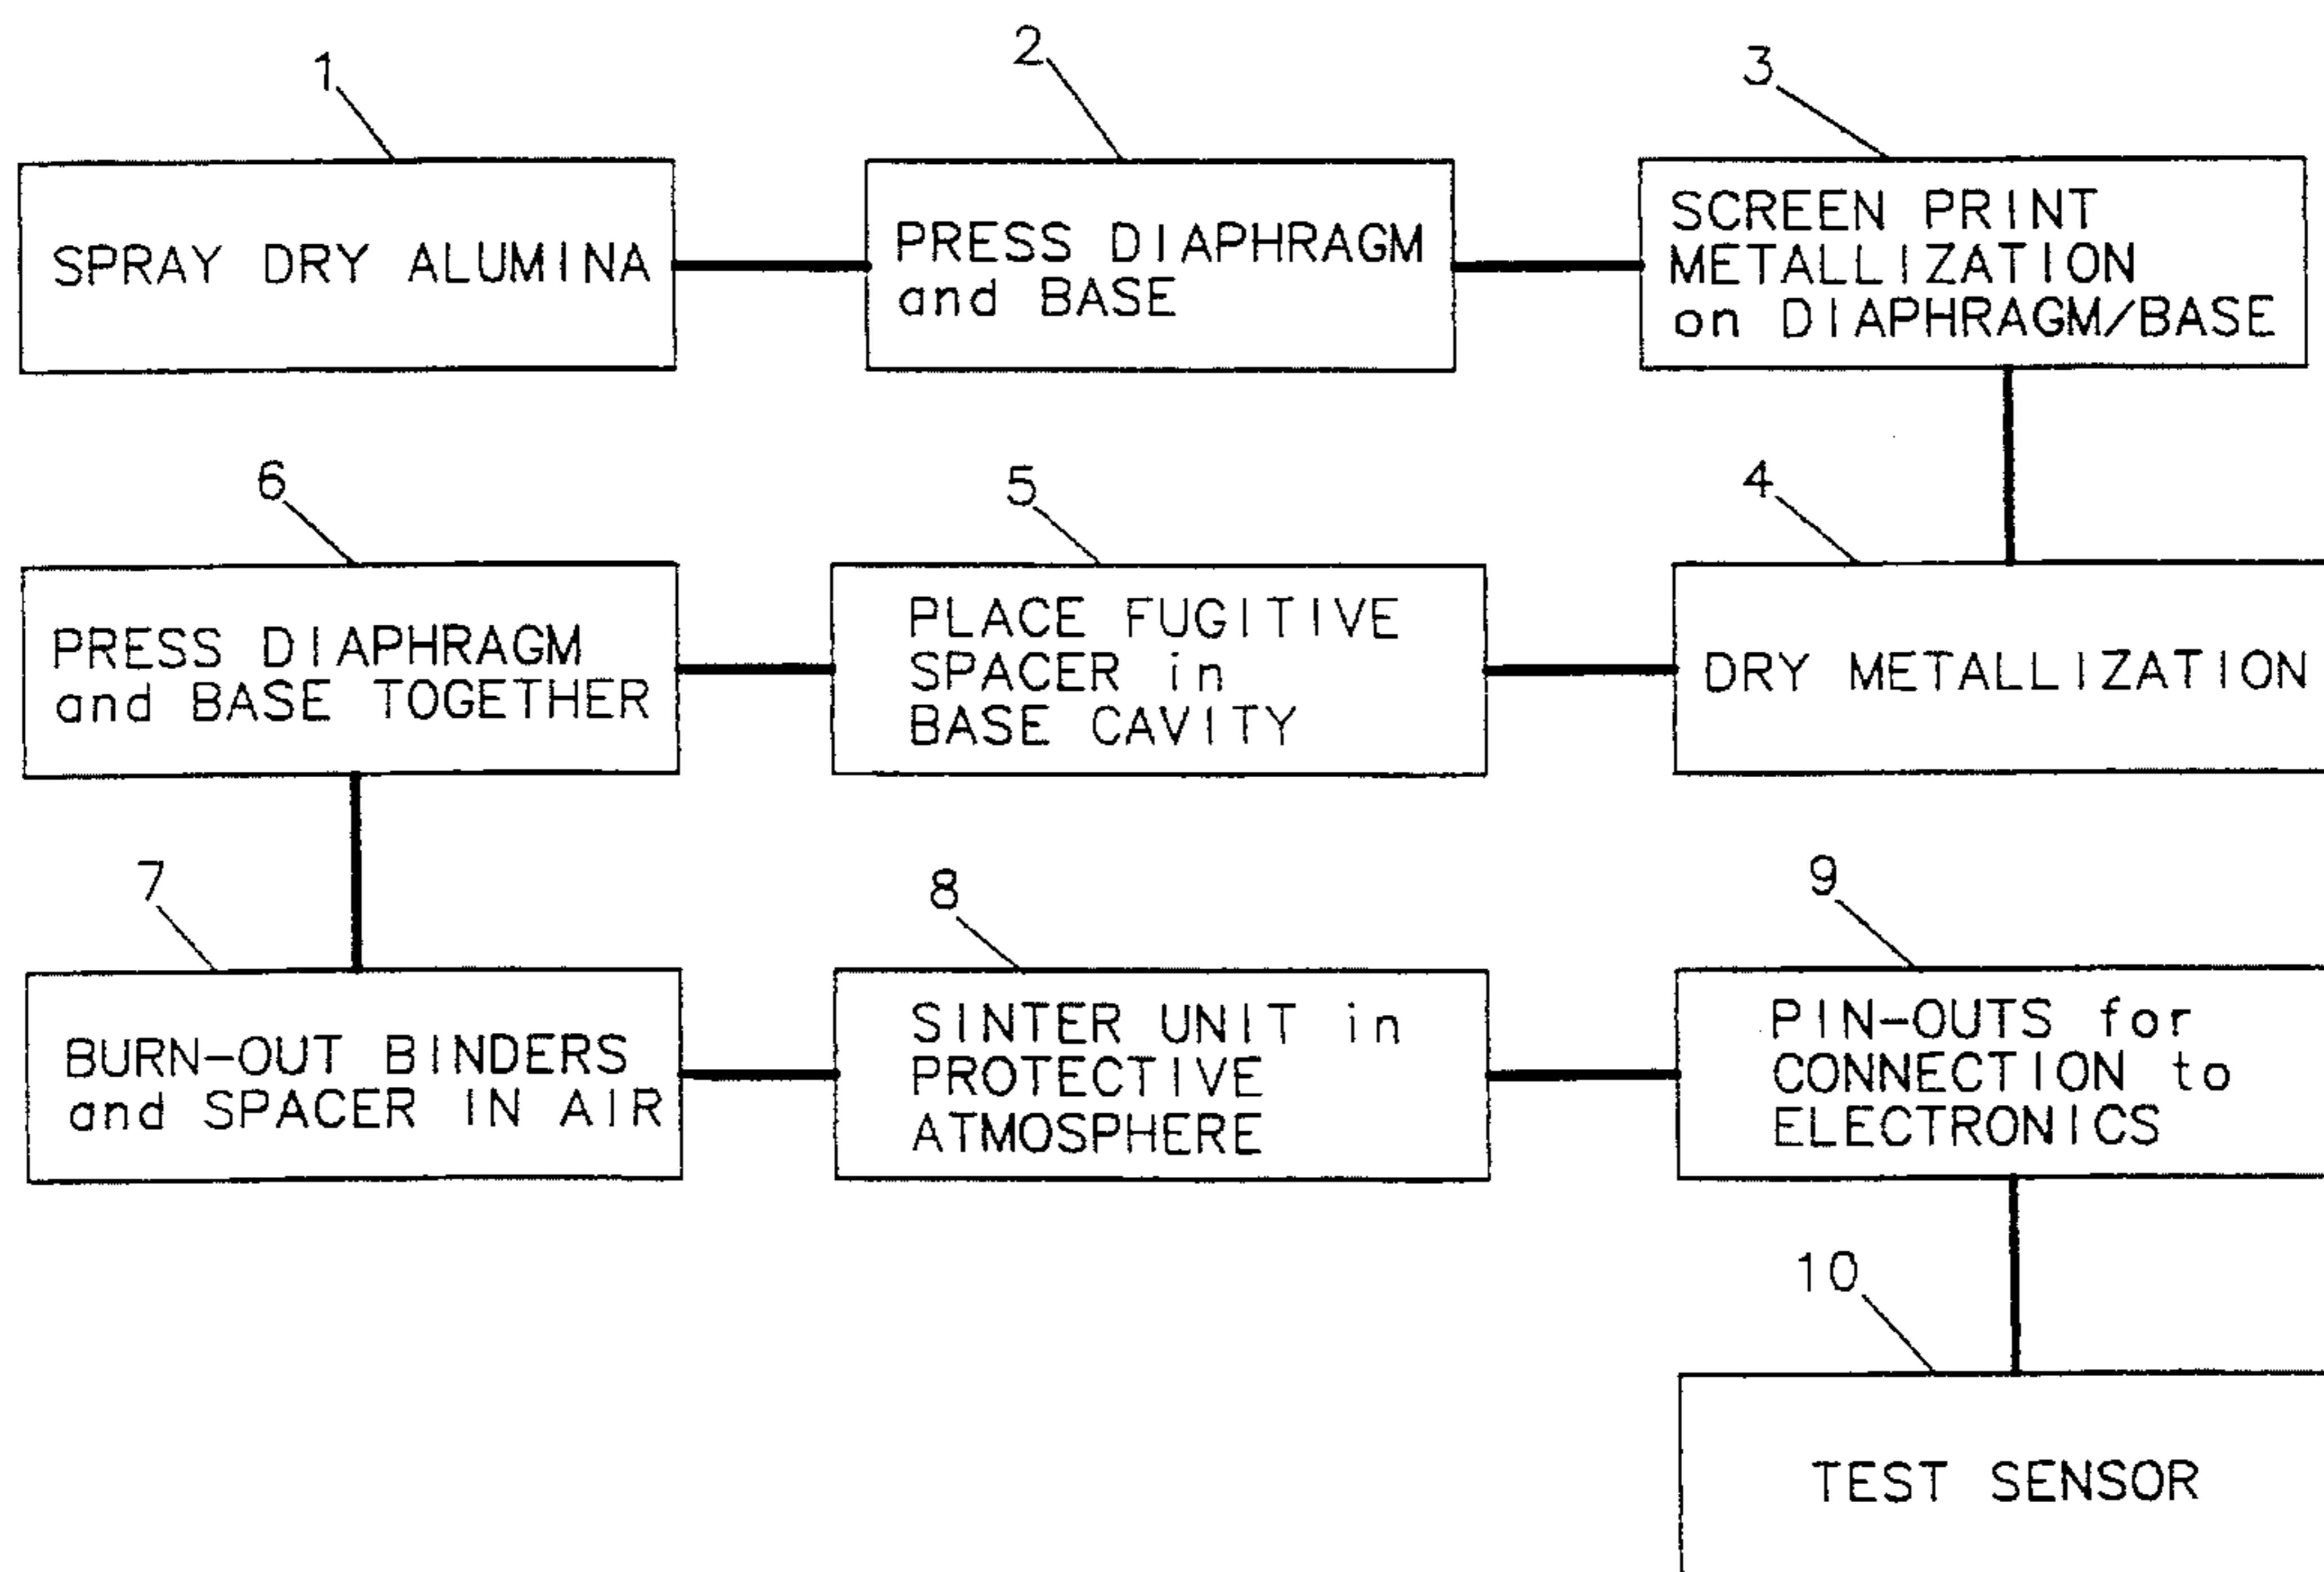 1
SPRAY DRY ALUMINA
2
PRESS DIAPHRAGM
and BASE
3
SCREEN PRINT
METALLIZATION
on DIAPHRAGM/BASE
4
DRY METALLIZATION
5
PLACE FUGITIVE
SPACER in
BASE CAVITY
6
PRESS DIAPHRAGM
and BASE TOGETHER
7
BURN-OUT BINDERS
and SPACER IN AIR
8
SINTER UNIT in
PROTECTIVE
ATMOSPHERE
9
PIN-OUTS for
CONNECTION to
ELECTRONICS
10
TEST SENSOR